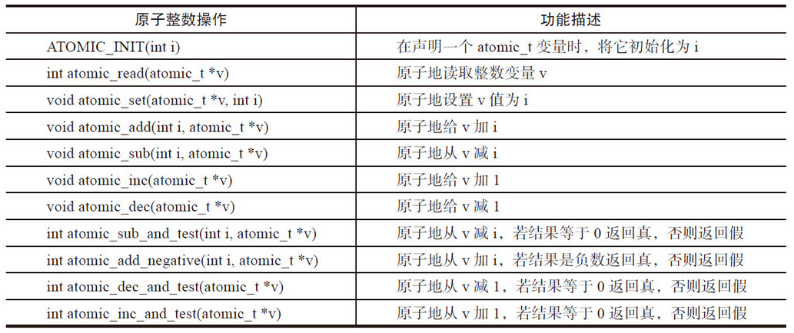 原子整数操作 功能描述
ATOMIC_INIT(int i) 在声明一个 atomic_t 变量时，将它初始化为 i
int atomic_read(atomic_t *v) 原子地读取整数变量 v
void atomic_set(atomic_t *v, int i) 原子地设置 v 值为 i
void atomic_add(int i, atomic_t *v) 原子地给 v 加 i
void atomic_sub(int i, atomic_t *v) 原子地从 v 减 i
void atomic_inc(atomic_t *v) 原子地给 v 加 1
void atomic_dec(atomic_t *v) 原子地给 v 减 1
int atomic_sub_and_test(int i, atomic_t *v) 原子地从 v 减 i，若结果等于 0 返回真，否则返回假
int atomic_add_negative(int i, atomic_t *v) 原子地从 v 加 i，若结果是负数返回真，否则返回假
int atomic_dec_and_test(atomic_t *v) 原子地从 v 减 1，若结果等于 0 返回真，否则返回假
int atomic_inc_and_test(atomic_t *v) 原子地从 v 加 1，若结果等于 0 返回真，否则返回假